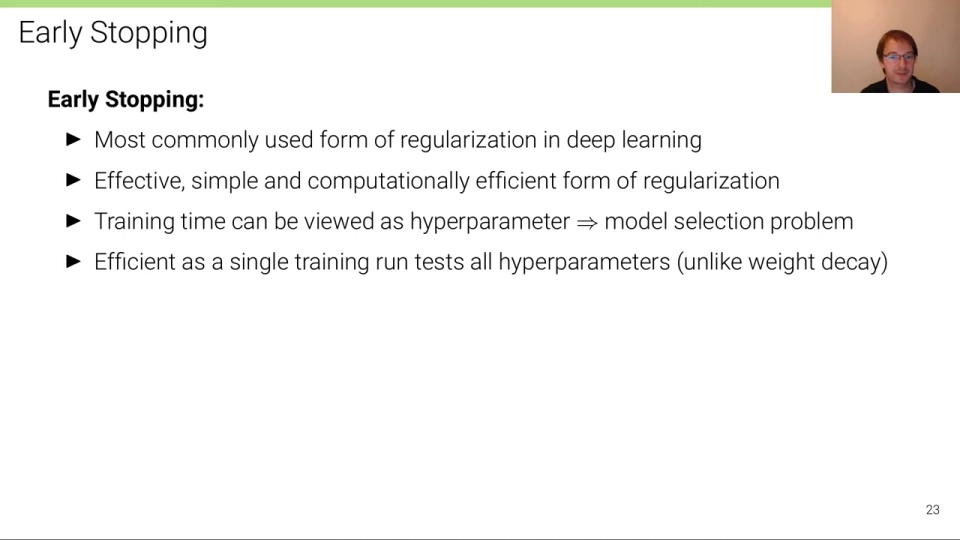 Early Stopping
Early Stopping:
▶ Most commonly used form of regularization in deep learning
▶ Effective, simple and computationally efficient form of regularization
▶ Training time can be viewed as hyperparameter ⇒ model selection problem
▶ Efficient as a single training run tests all hyperparameters (unlike weight decay)
23